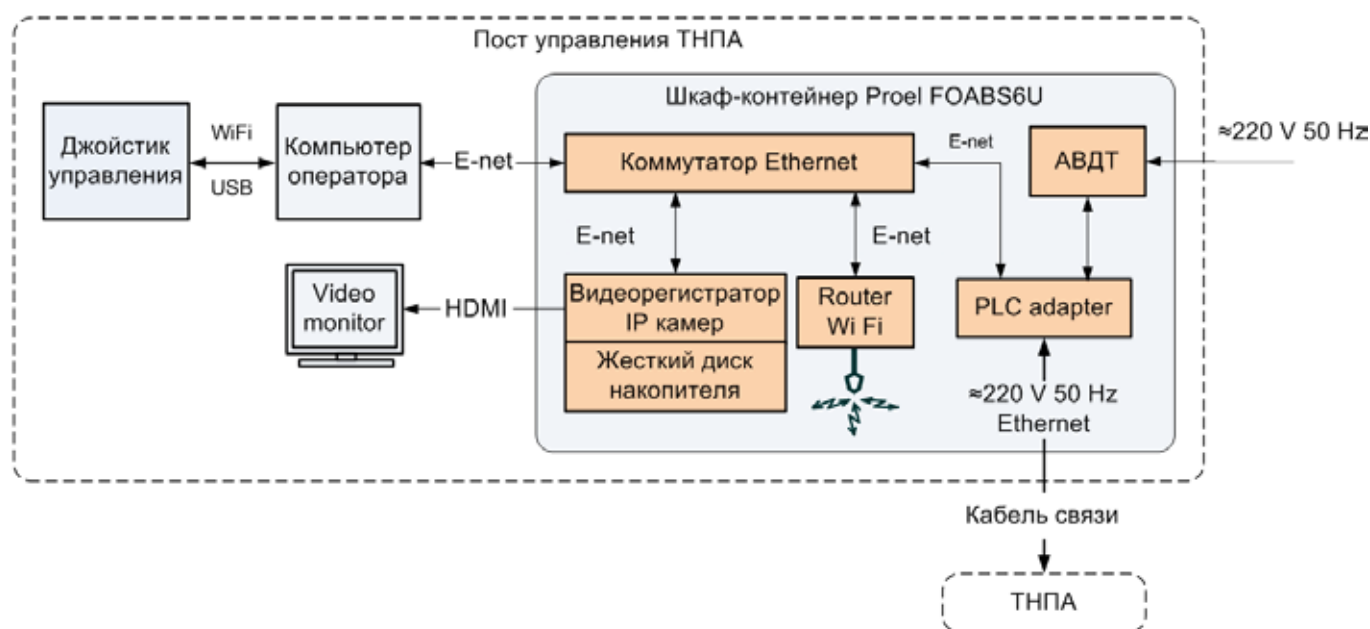 Пост управления ТНПА
Шкаф-контейнер Proel FOABS6U
Джойстик
управления
WiFi
USB
Компьютер
оператора
E-net
Коммутатор Ethernet
E-net
АВДТ
≈220 V 50 Hz
E-net
E-net
Video
monitor
HDMI
Видеорегистратор
IP камер
Жесткий диск
накопителя
Router
Wi Fi
PLC adapter
≈220 V 50 Hz
Ethernet
Кабель связи
ТНПА